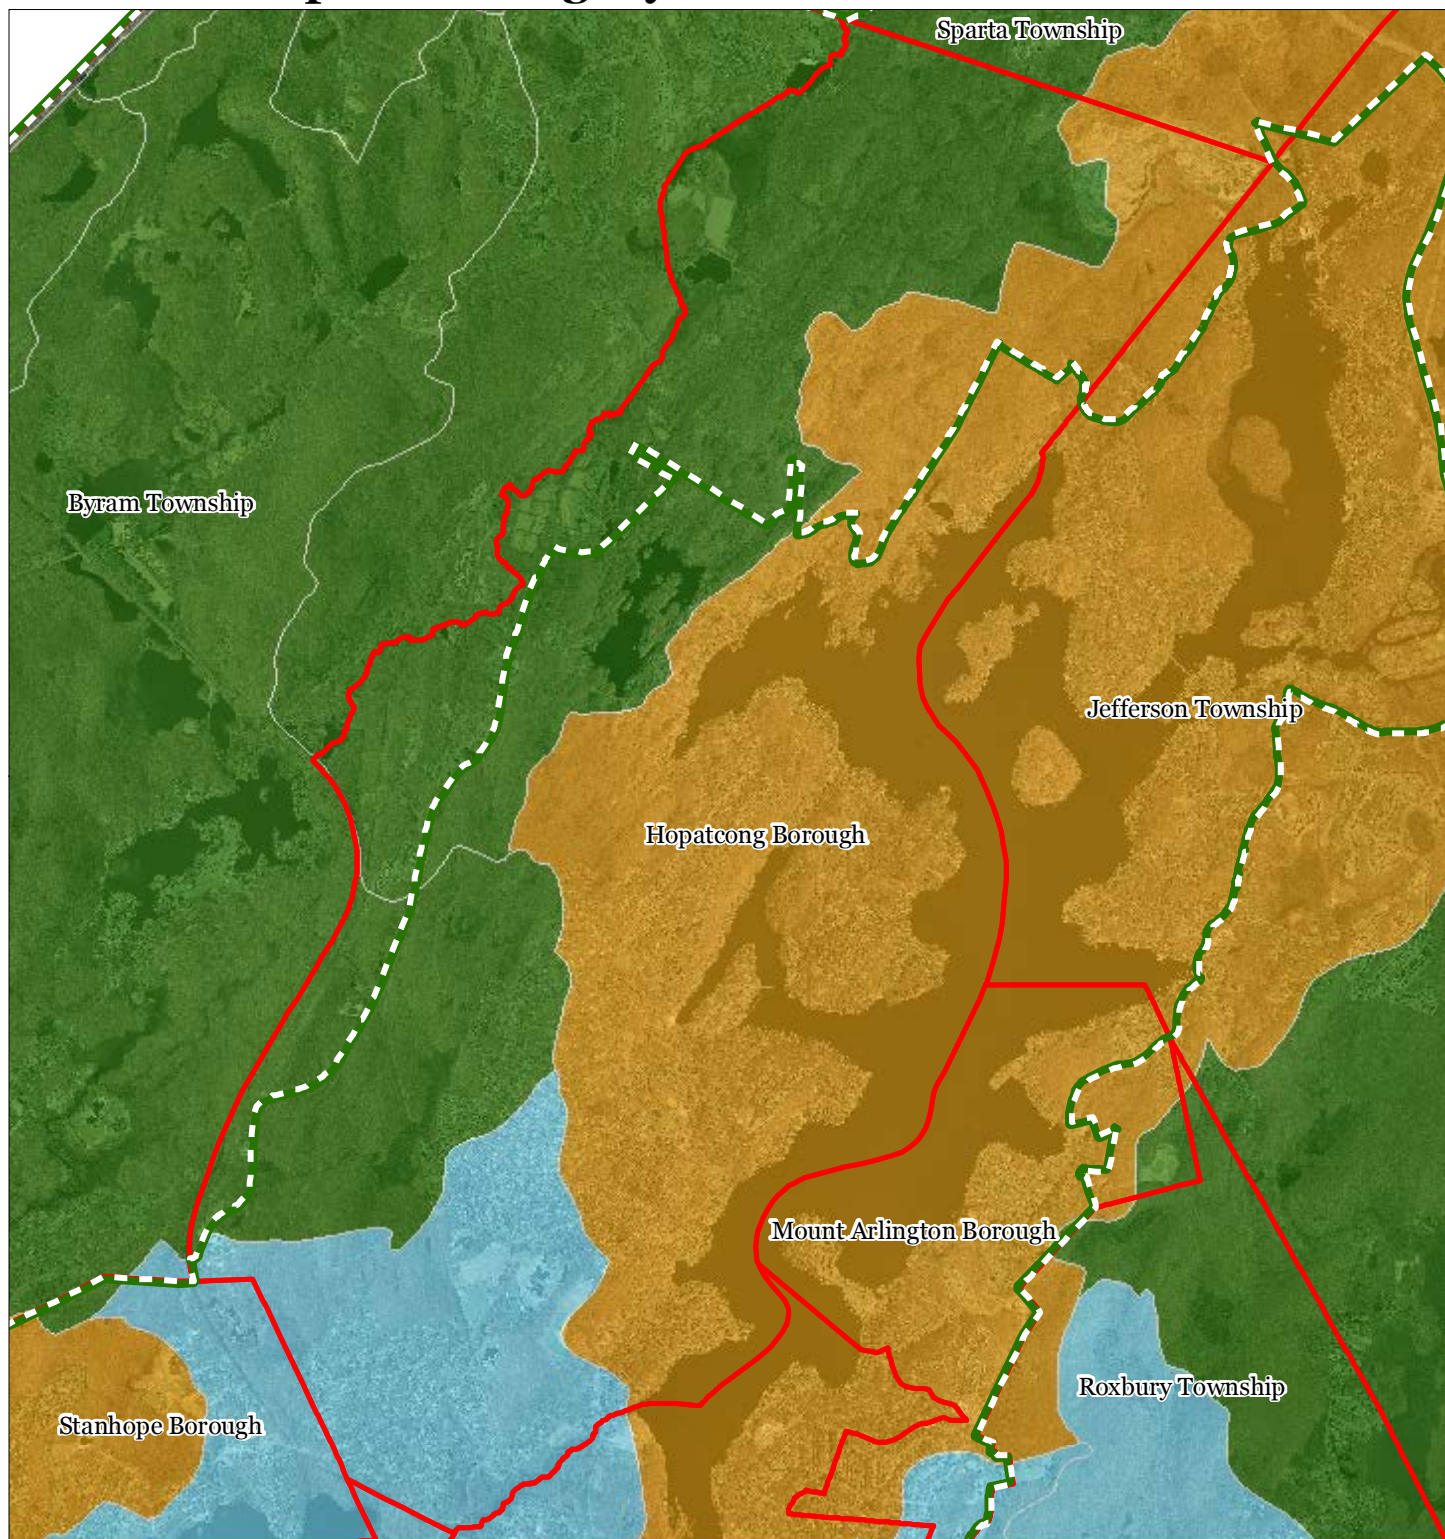 Sparta Township
Byram Township
Jefferson Township
Hopatcong Borough
Mount Arlington Borough
Roxbury Township
Stanhope Borough